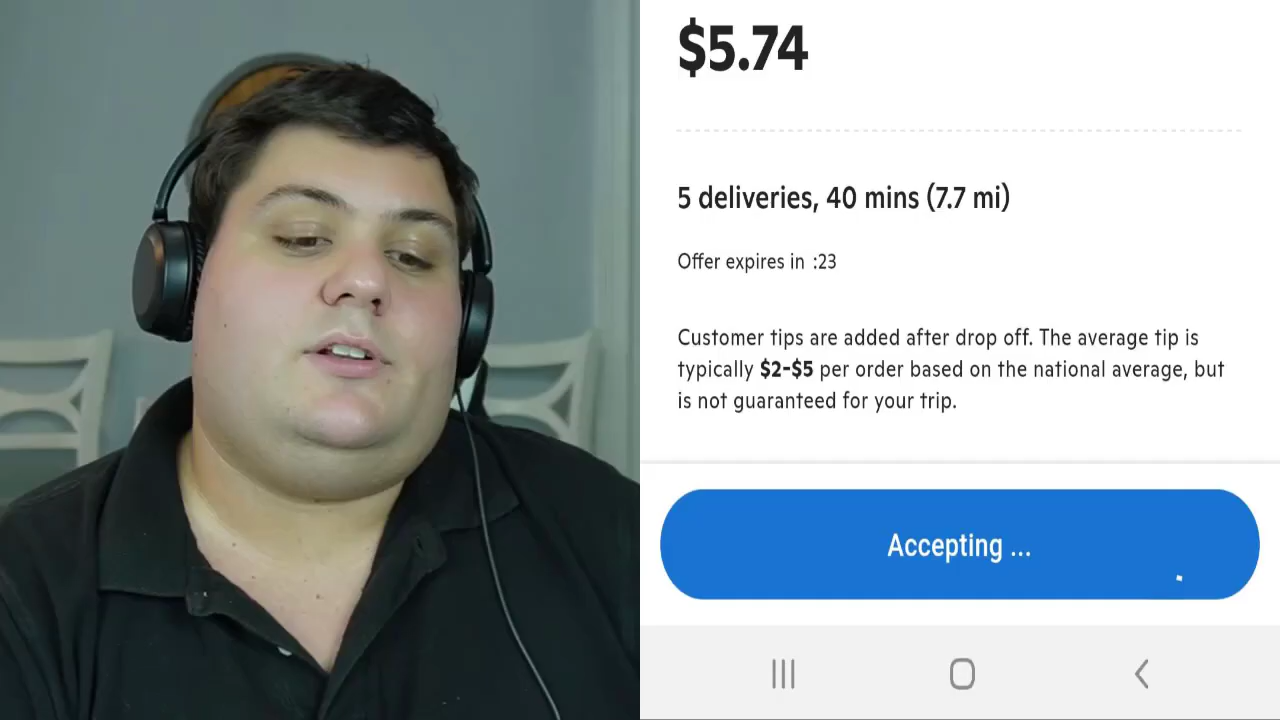 $5.74
5 deliveries, 40 mins (7.7 mi)
Offer expires in :23
Customer tips are added after drop off. The average tip is
typically $2-$5 per order based on the national average, but
is not guaranteed for your trip.
Accepting ...